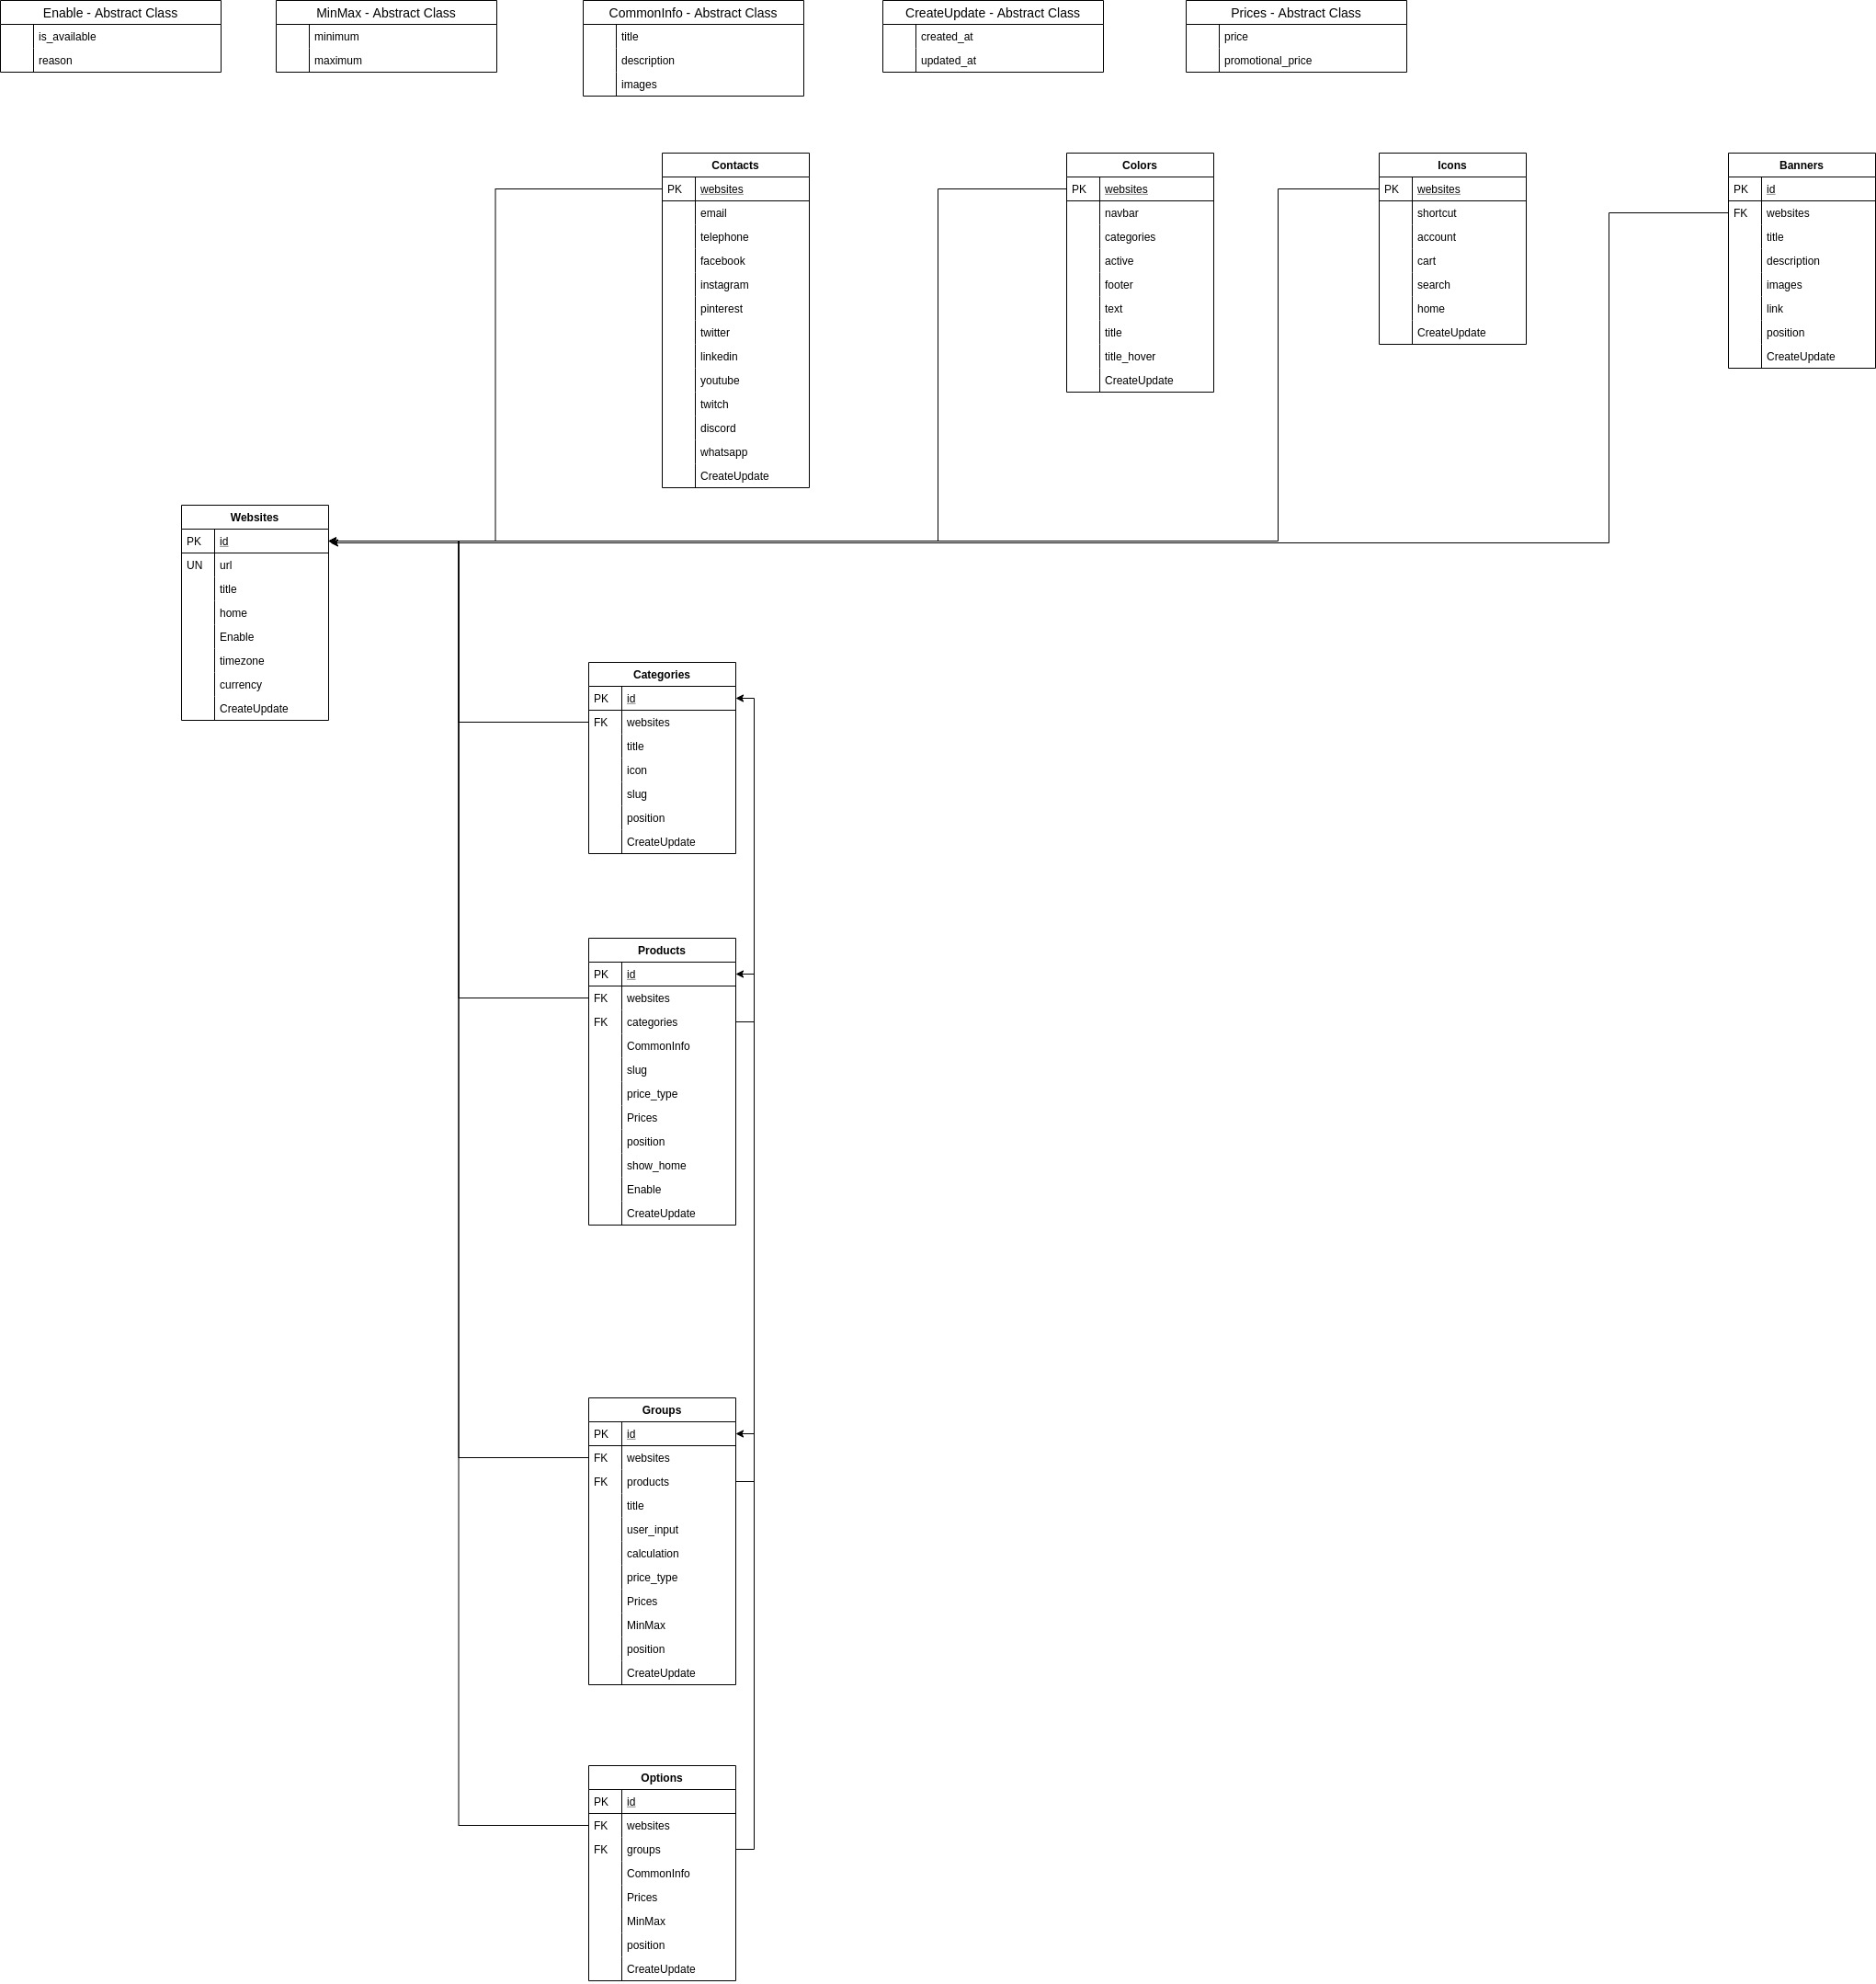 Enable - Abstract Class
is_available
reason
MinMax - Abstract Class
minimum
maximum
CommonInfo - Abstract Class
title
description
images
CreateUpdate - Abstract Class
created_at
updated_at
Prices - Abstract Class
price
promotional_price
Contacts
PK websites
email
telephone
facebook
instagram
pinterest
twitter
linkedin
youtube
twitch
discord
whatsapp
CreateUpdate
Colors
PK websites
navbar
categories
active
footer
text
title
title_hover
CreateUpdate
Icons
PK websites
shortcut
account
cart
search
home
CreateUpdate
Banners
PK id
FK websites
title
description
images
link
position
CreateUpdate
Websites
PK id
UN url
title
home
Enable
timezone
currency
CreateUpdate
Categories
PK id
FK websites
title
icon
slug
position
CreateUpdate
Products
PK id
FK websites
FK categories
CommonInfo
slug
price_type
Prices
position
show_home
Enable
CreateUpdate
Groups
PK id
FK websites
FK products
title
user_input
calculation
price_type
Prices
MinMax
position
CreateUpdate
Options
PK id
FK websites
FK groups
CommonInfo
Prices
MinMax
position
CreateUpdate